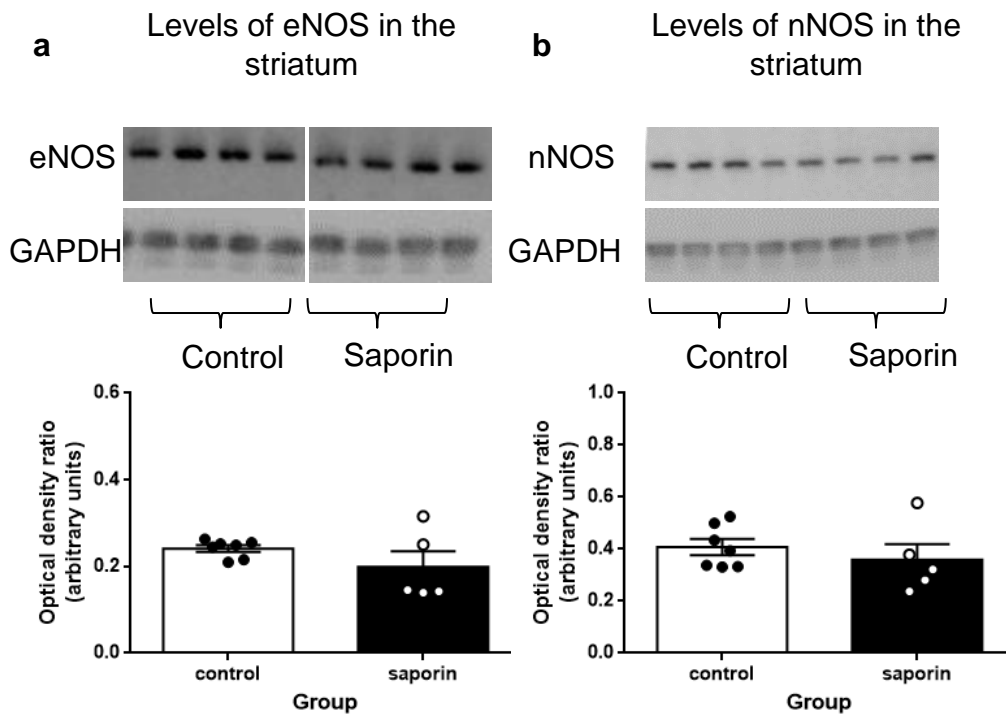 a
Levels of eNOS in the
striatum
eNOS
GAPDH
Control
Saporin
0.6
0.4
0.2
0.0
Optical density ratio
(arbitrary units)
control
saporin
Group
b
Levels of nNOS in the
striatum
nNOS
GAPDH
Control
Saporin
1.0
0.8
0.6
0.4
0.2
0.0
Optical density ratio
(arbitrary units)
control
saporin
Group